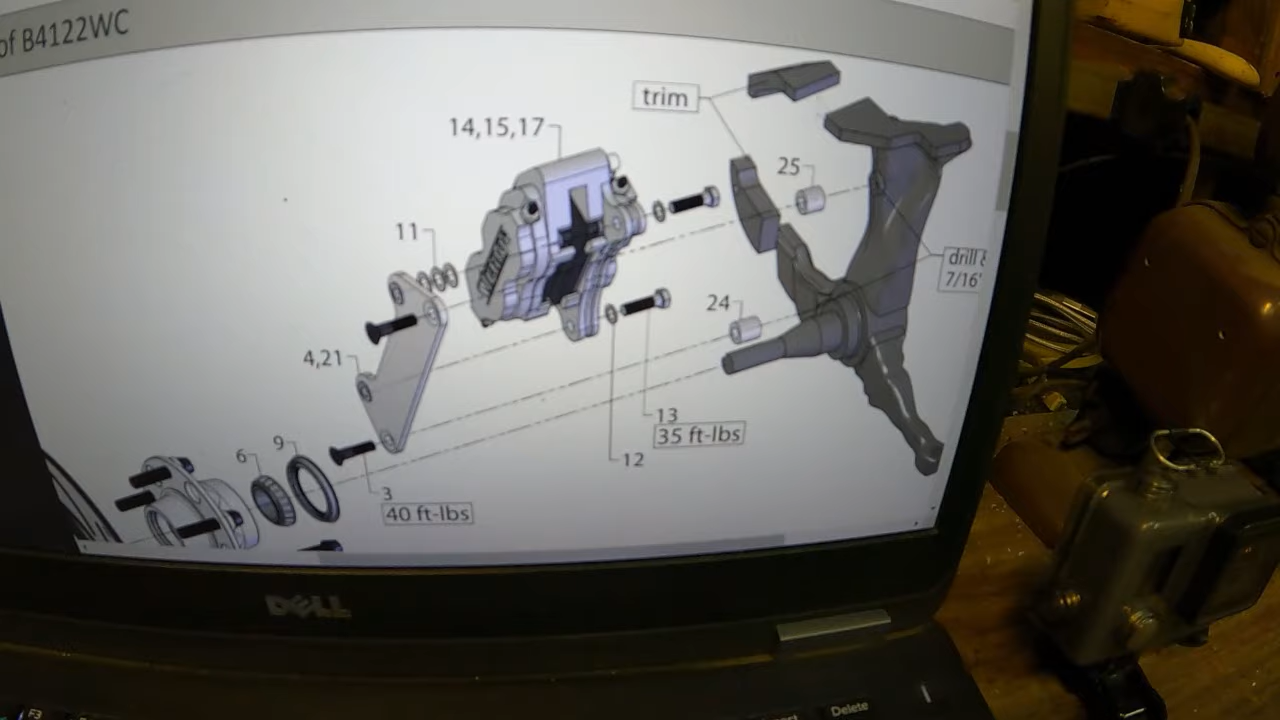 of B4122WC
trim
14,15,17
25
11
drill &
7/16"
24
4,21
13
35 ft-lbs
9
6
12
3
40 ft-lbs
DELL
F3
Delete